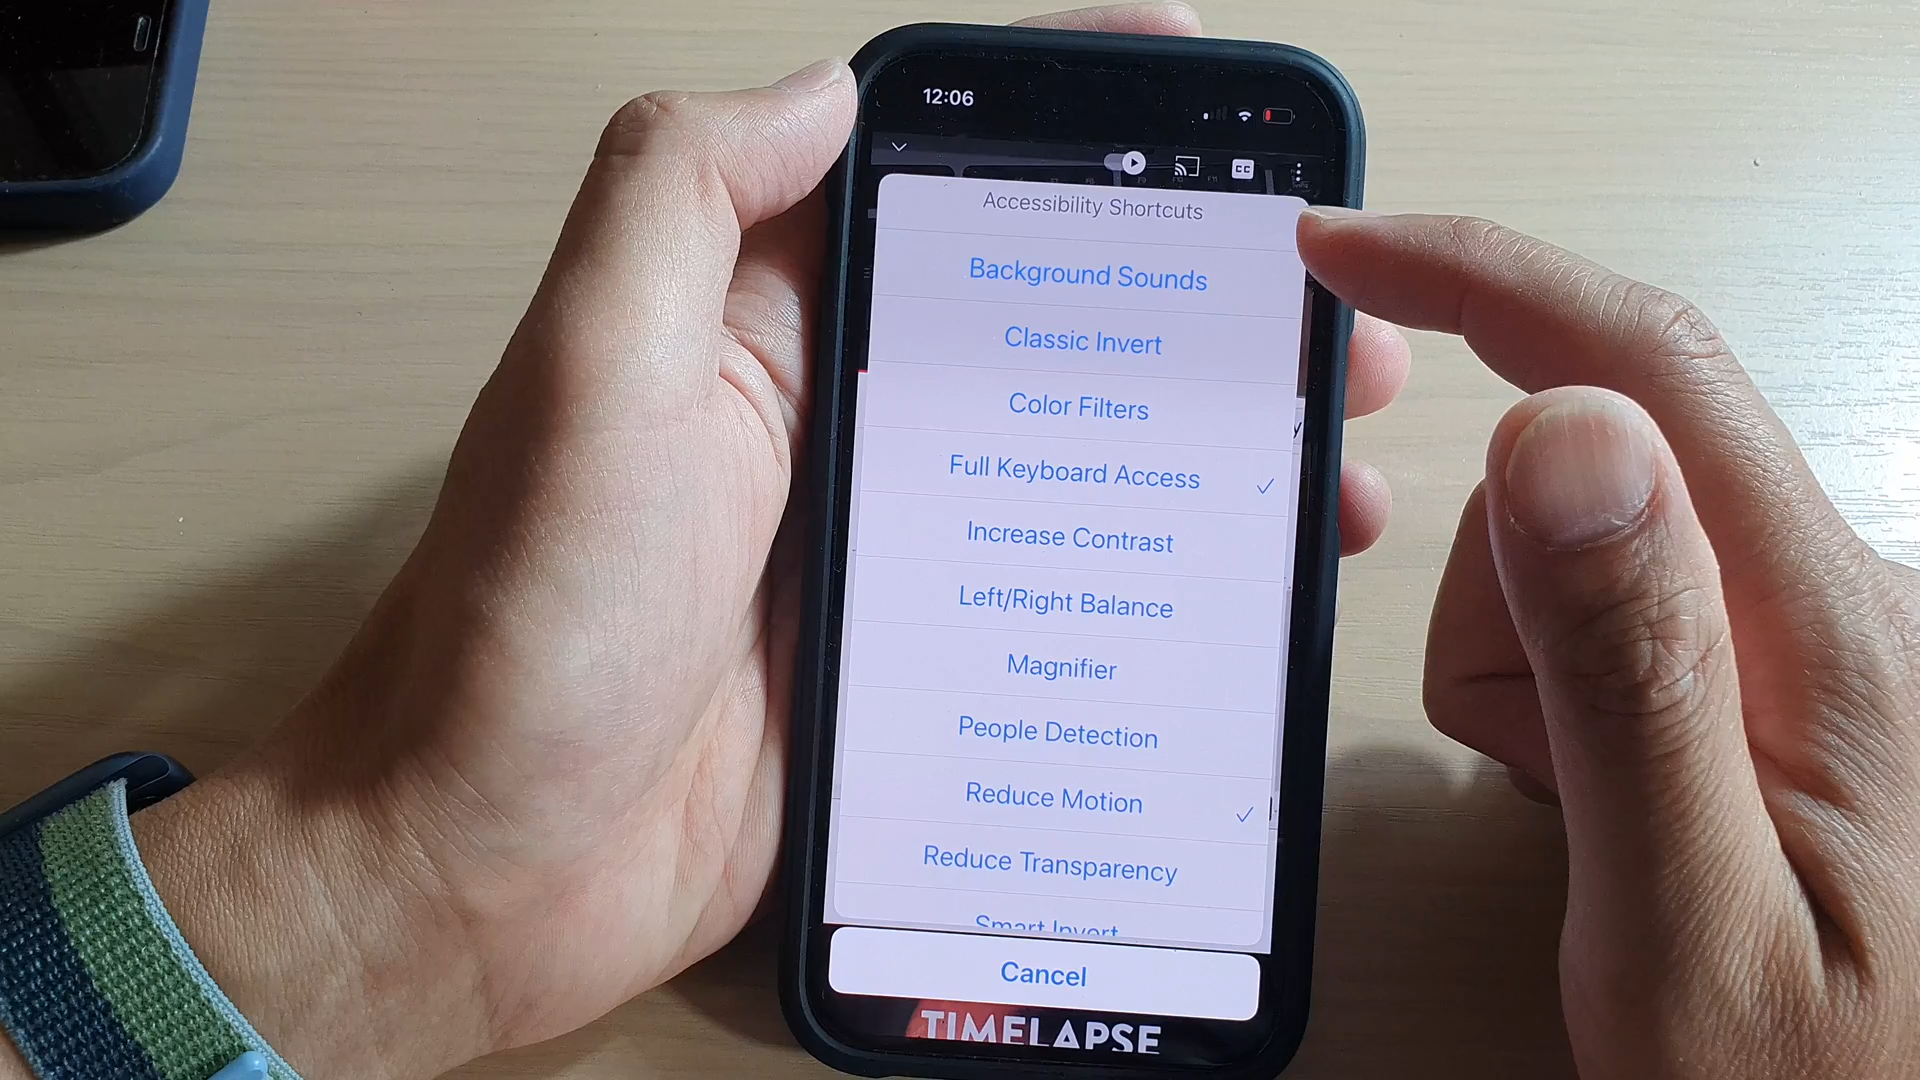 12:06
CC
Accessibility Shortcuts
Background Sounds
Classic Invert
Color Filters
Full Keyboard Access
Increase Contrast
Left/Right Balance
Magnifier
People Detection
Reduce Motion
Reduce Transparency
Smart Invert
Cancel
TIMELAPSE